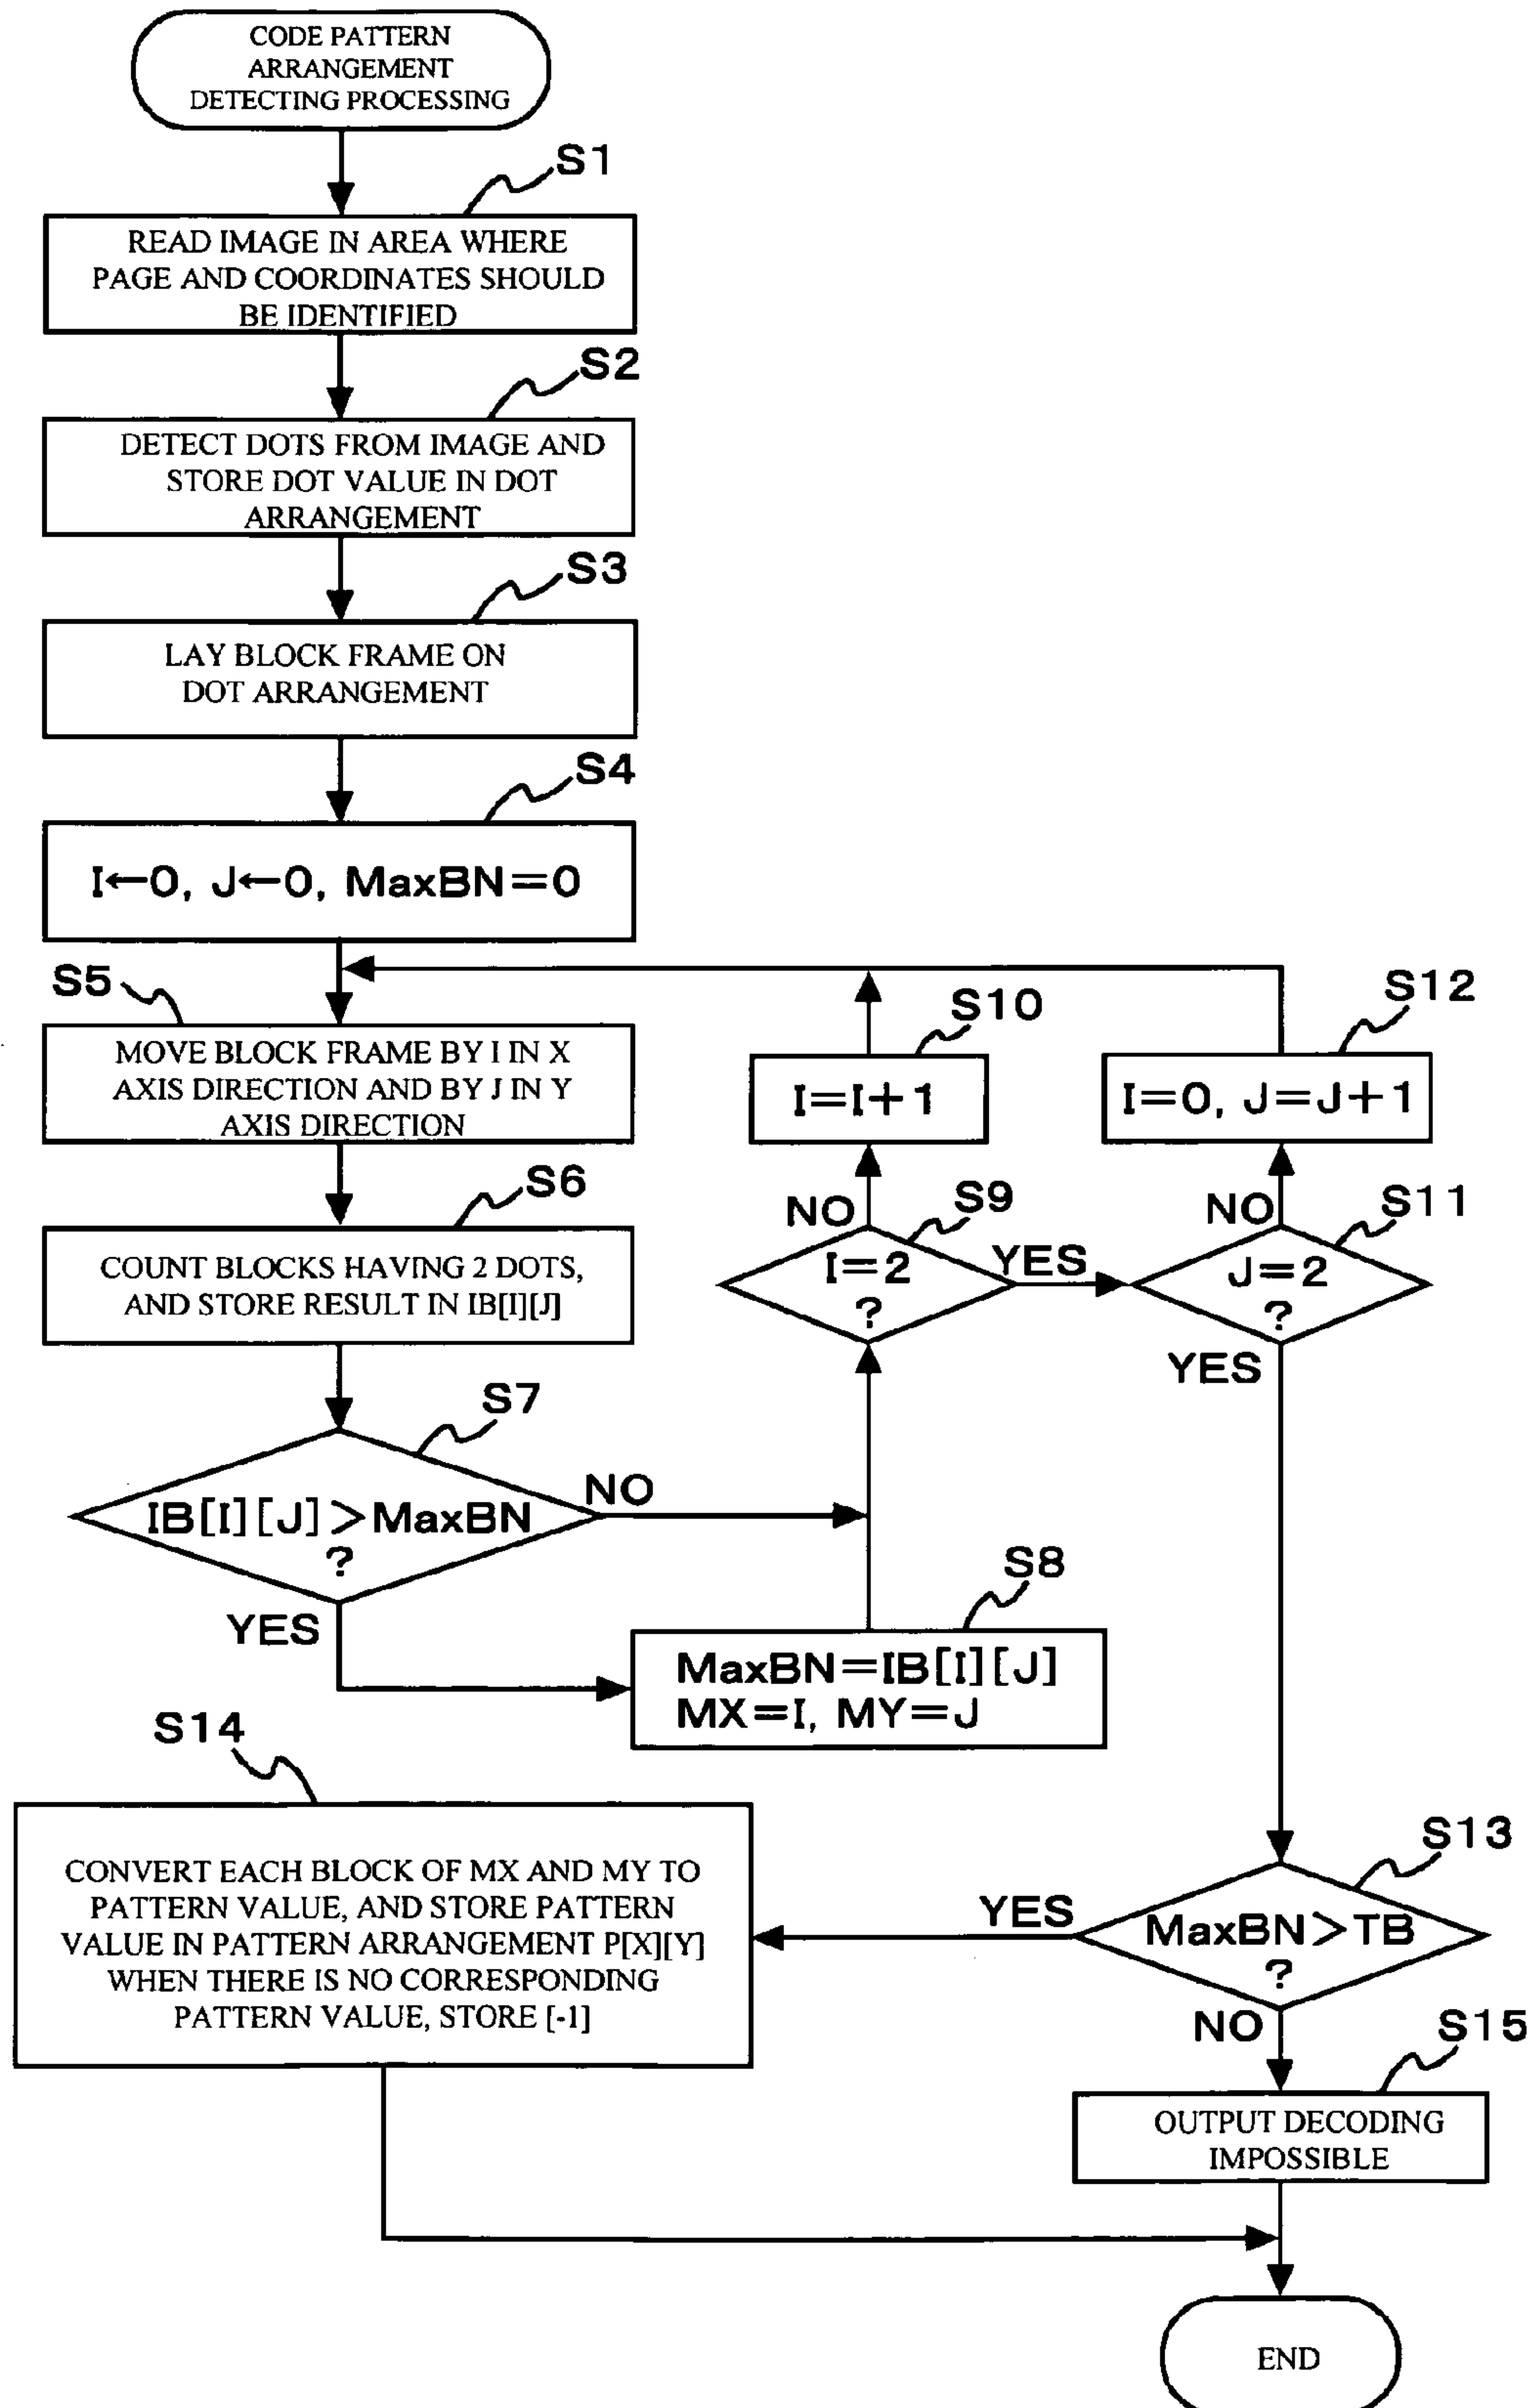 CODE PATTERN
ARRANGEMENT
DETECTING PROCESSING
S1
READ IMAGE IN AREA WHERE
PAGE AND COORDINATES SHOULD
BE IDENTIFIED
S2
DETECT DOTS FROM IMAGE AND
STORE DOT VALUE IN DOT
ARRANGEMENT
S3
LAY BLOCK FRAME ON
DOT ARRANGEMENT
S4
I←0, J←0, MaxBN=0
S5
MOVE BLOCK FRAME BY I IN X
AXIS DIRECTION AND BY J IN Y
AXIS DIRECTION
S10
I=I+1
S12
I=0, J=J+1
S6
COUNT BLOCKS HAVING 2 DOTS,
AND STORE RESULT IN IB[I][J]
NO
S9
I=2
?
YES
NO
S11
J=2
?
YES
S7
IB[I][J]>MaxBN
?
NO
YES
S8
MaxBN=IB[I][J]
MX=I, MY=J
S14
CONVERT EACH BLOCK OF MX AND MY TO
PATTERN VALUE, AND STORE PATTERN
VALUE IN PATTERN ARRANGEMENT P[X][Y]
WHEN THERE IS NO CORRESPONDING
PATTERN VALUE, STORE [-1]
S13
YES
MaxBN>TB
?
NO
S15
OUTPUT DECODING
IMPOSSIBLE
END